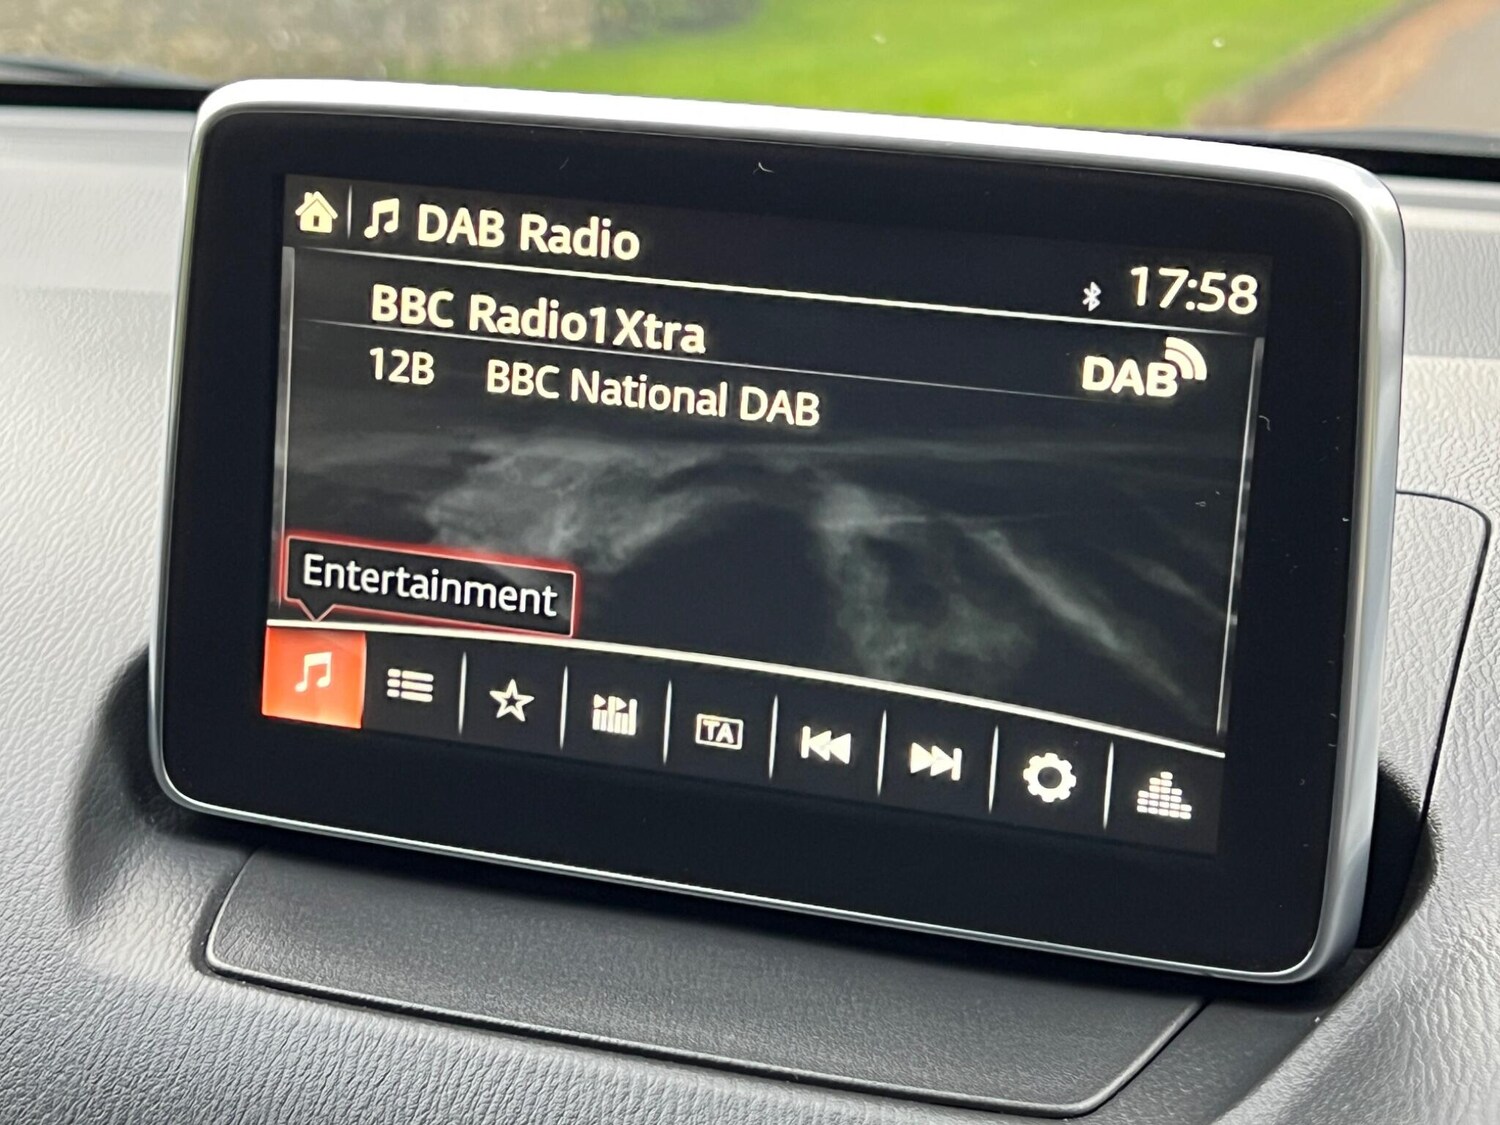 DAB Radio
17:58
BBC Radio1Xtra
12B BBC National DAB
DAB
Entertainment
TA